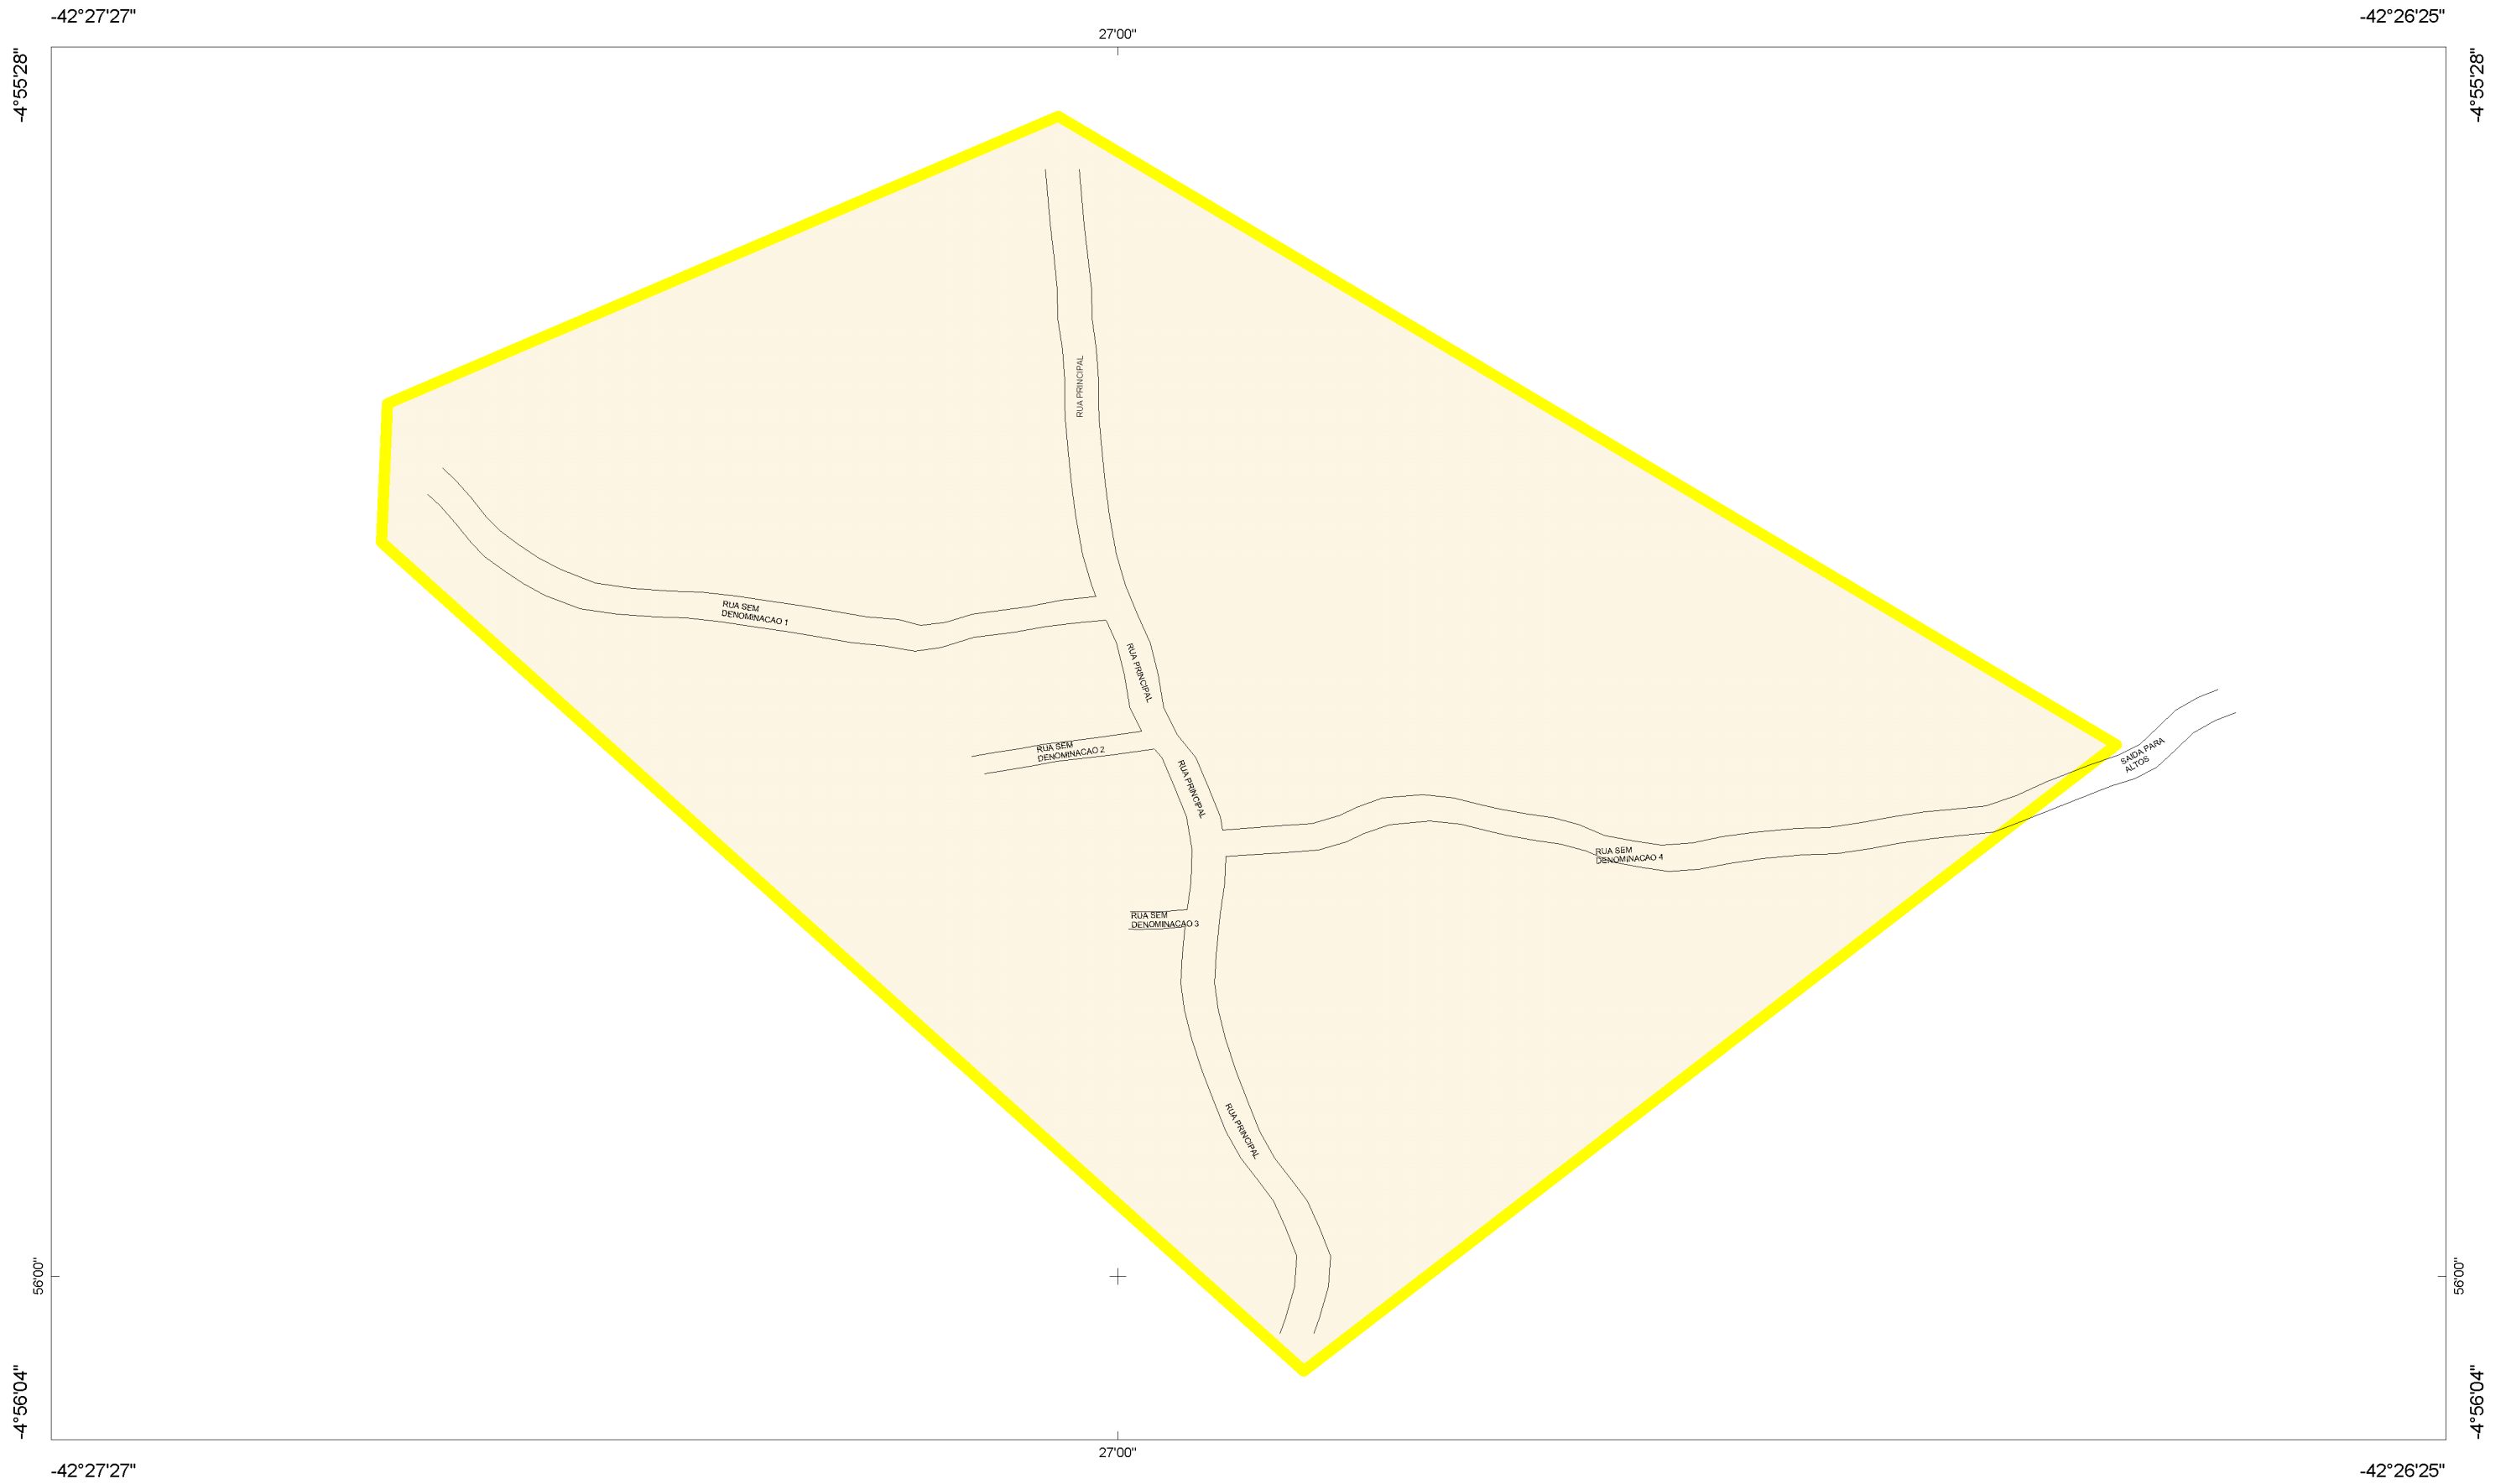 -42°27'27"
-42°26'25"
27'00"
-4°55'28"
-4°55'28"
RUA PRINCIPAL
RUA SEM
DENOMINACAO 1
RUA PRINCIPAL
RUA SEM
DENOMINACAO 2
SAIDA PARA
ALTOS
RUA PRINCIPAL
RUA SEM
DENOMINACAO 4
RUA SEM
DENOMINACAO 3
RUA PRINCIPAL
56'00"
56'00"
-4°56'04"
-4°56'04"
27'00"
-42°27'27"
-42°26'25"